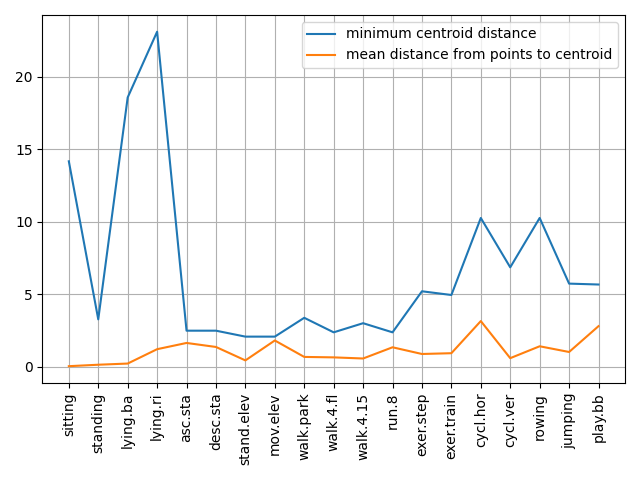 minimum centroid distance
mean distance from points to centroid
20
15
10
5
0
sitting
standing
lying.ba
lying.ri
asc.sta
desc.sta
stand.elev
mov.elev
walk.park
walk.4.fl
walk.4.15
run.8
exer.step
exer.train
cycl.hor
cycl.ver
rowing
jumping
play.bb